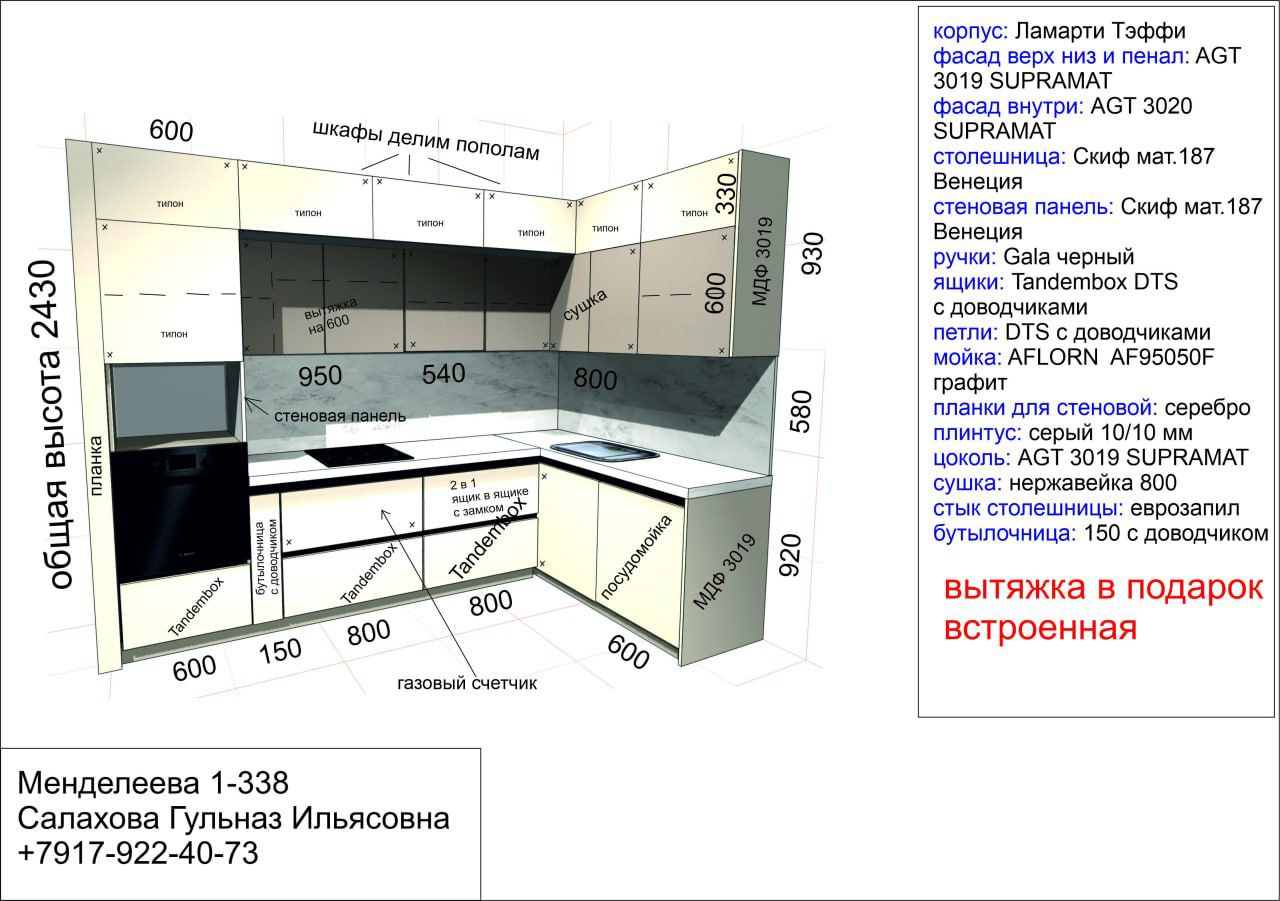 600
шкафы делим пополам
типон
типон
типон
типон
типон
типон
330
930
МДФ 3019
600
общая высота 2430
типон
вытяжка
на 600
сушка
950
540
800
580
стеновая панель
планка
2 в 1
ящик в ящике
с замком
бутылочница
с доводчиком
Tandembox
Tandembox
Tandembox
посудомойка
МДФ 3019
920
600
150
800
800
600
газовый счетчик
корпус: Ламарти Тэффи
фасад верх низ и пенал: AGT
3019 SUPRAMAT
фасад внутри: AGT 3020
SUPRAMAT
столешница: Скиф мат.187
Венеция
стеновая панель: Скиф мат.187
Венеция
ручки: Gala черный
ящики: Tandembox DTS
с доводчиками
петли: DTS с доводчиками
мойка: AFLORN AF95050F
графит
планки для стеновой: серебро
плинтус: серый 10/10 мм
цоколь: AGT 3019 SUPRAMAT
сушка: нержавейка 800
стык столешницы: еврозапил
бутылочница: 150 с доводчиком
вытяжка в подарок
встроенная
Менделеева 1-338
Салахова Гульназ Ильясовна
+7917-922-40-73